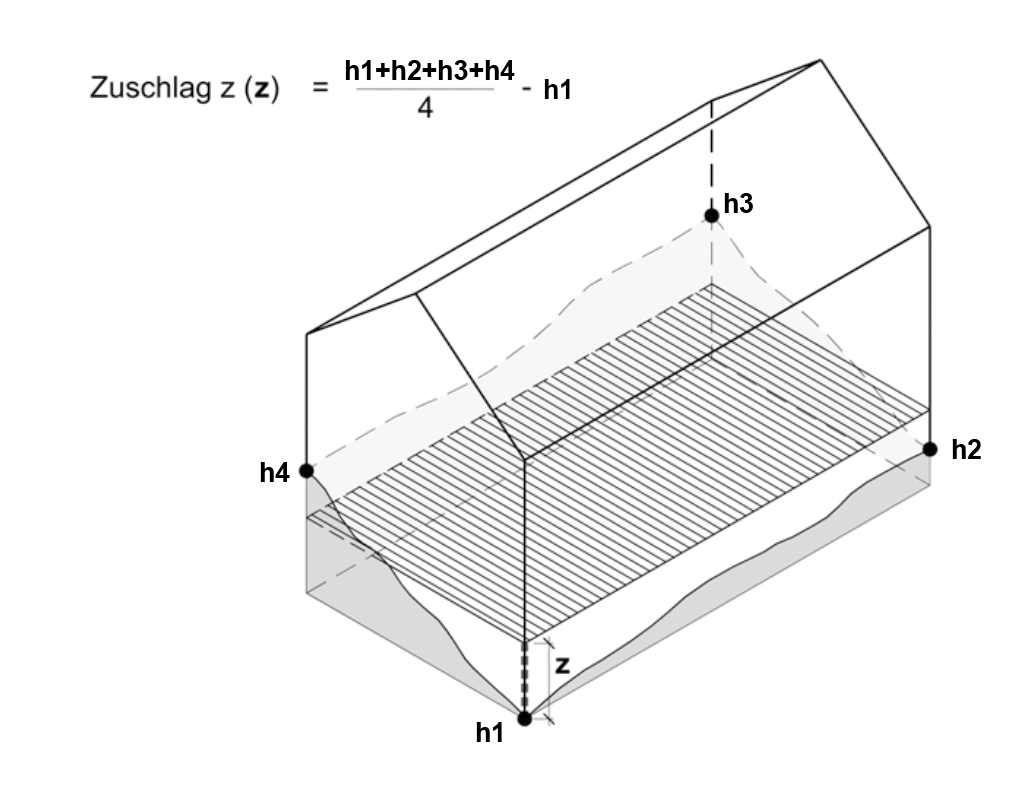 Zuschlag z (z) = h1+h2+h3+h4 / 4 - h1
h3
h2
h4
z
h1